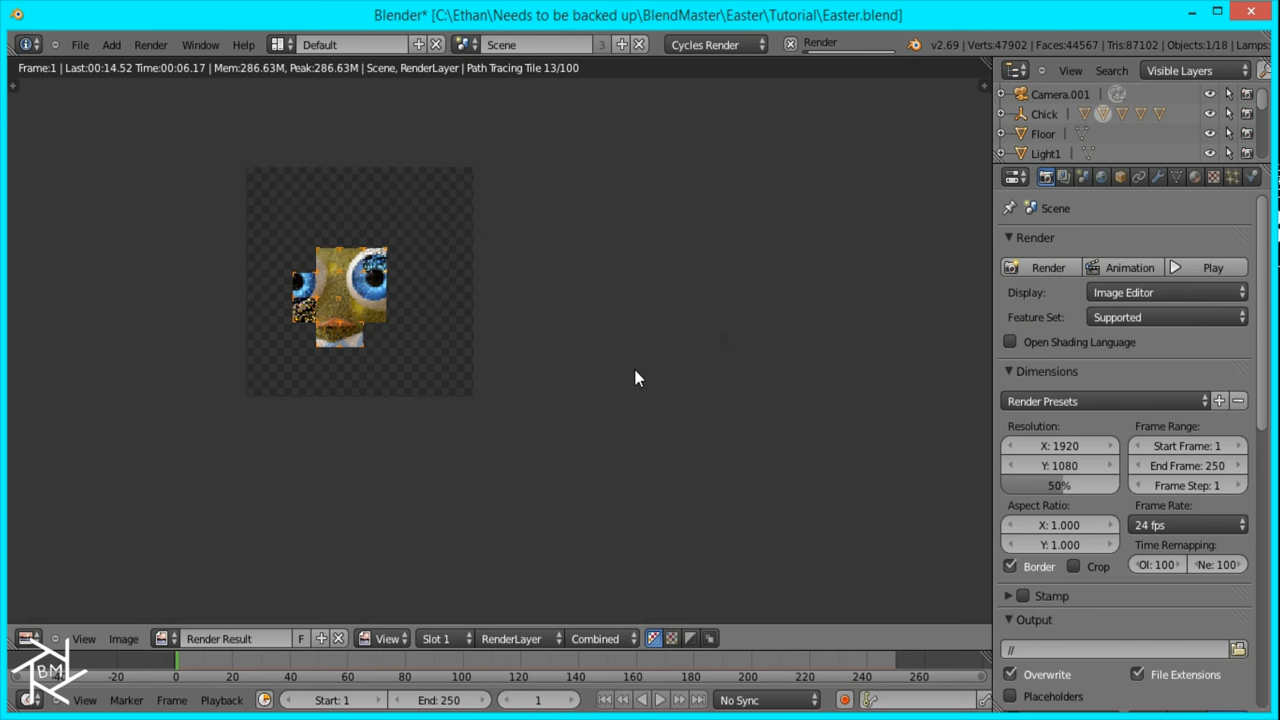 Blender* [C:\Ethan\Needs to be backed up\BlendMaster\Easter\Tutorial\Easter.blend]
File Add Render Window Help Default Scene 3 Cycles Render Render v2.69 | Verts:47902 | Faces:44567 | Tris:87102 | Objects:1/18 | Lamps:
Frame:1 | Last:00:14.52 Time:00:06.17 | Mem:286.63M, Peak:286.63M | Scene, RenderLayer | Path Tracing Tile 13/100
View Search Visible Layers
Camera.001
Chick
Floor
Light1
Scene
Render
Render Animation Play
Display: Image Editor
Feature Set: Supported
Open Shading Language
Dimensions
Render Presets
Resolution: Frame Range:
X: 1920 Start Frame: 1
Y: 1080 End Frame: 250
50% Frame Step: 1
Aspect Ratio: Frame Rate:
X: 1.000 24 fps
Y: 1.000 Time Remapping:
Border Crop Ol: 100 Ne: 100
Stamp
Output
//
Overwrite File Extensions
Placeholders
View Image Render Result F View Slot 1 RenderLayer Combined
-20 0 20 40 60 80 100 120 140 160 180 200 220 240 260
BM
View Marker Frame Playback Start: 1 End: 250 1 No Sync